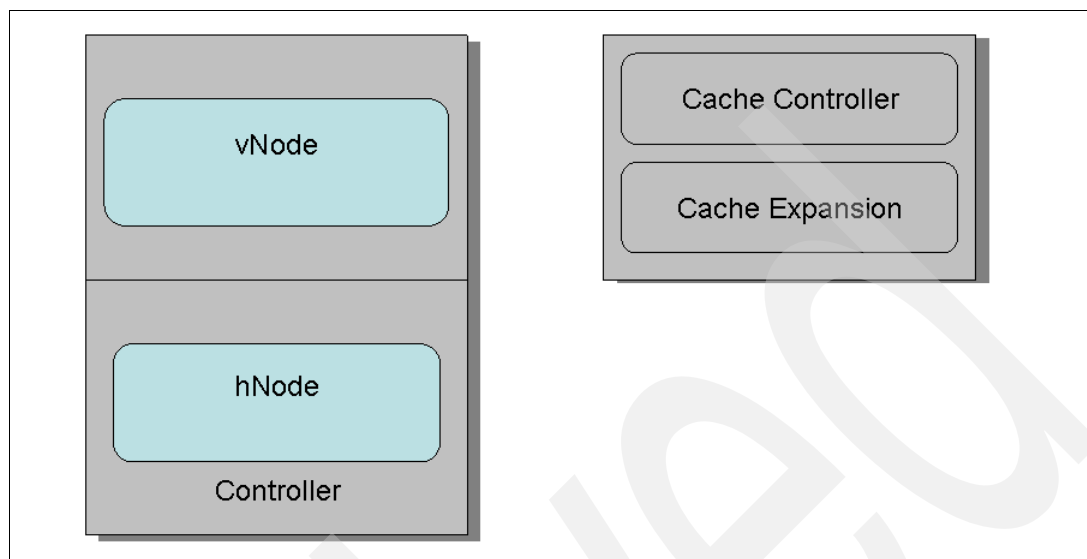 vNode
hNode
Controller
Cache Controller
Cache Expansion